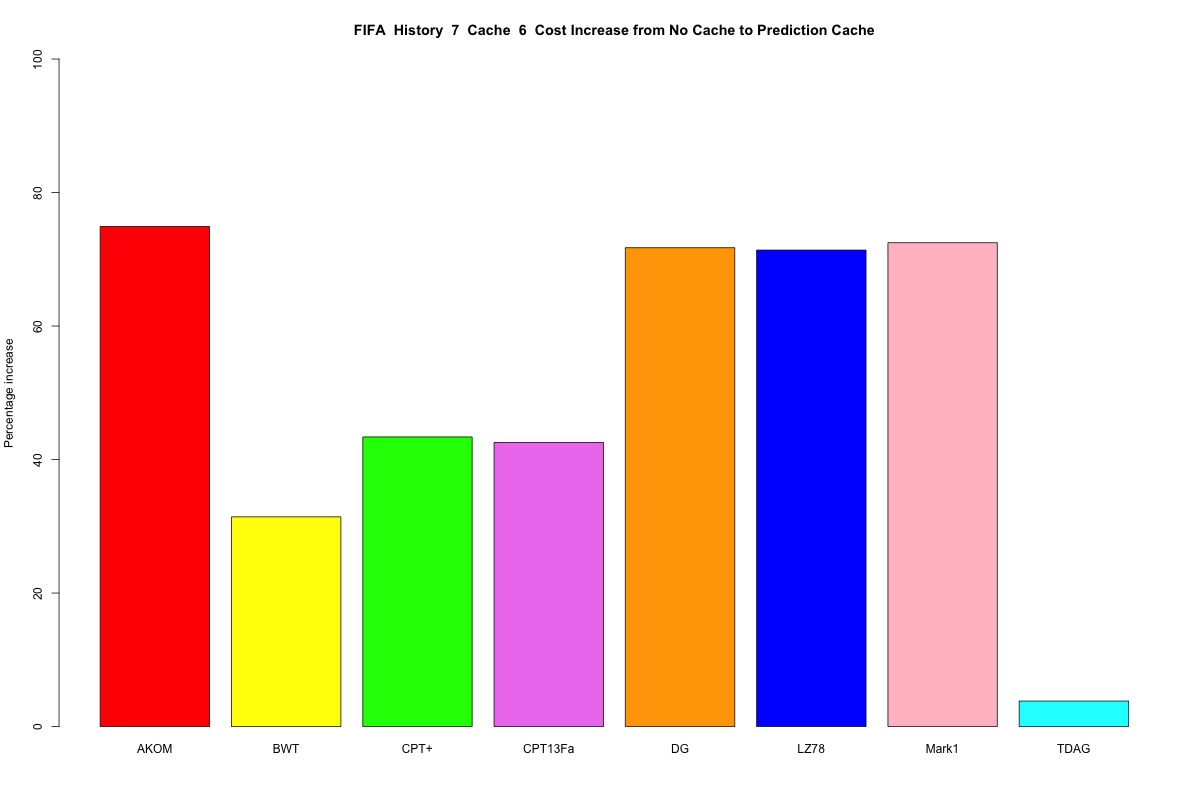 FIFA  History  7  Cache  6  Cost Increase from No Cache to Prediction Cache
Percentage increase
100
80
60
40
20
0
AKOM BWT CPT+ CPT13Fa DG LZ78 Mark1 TDAG